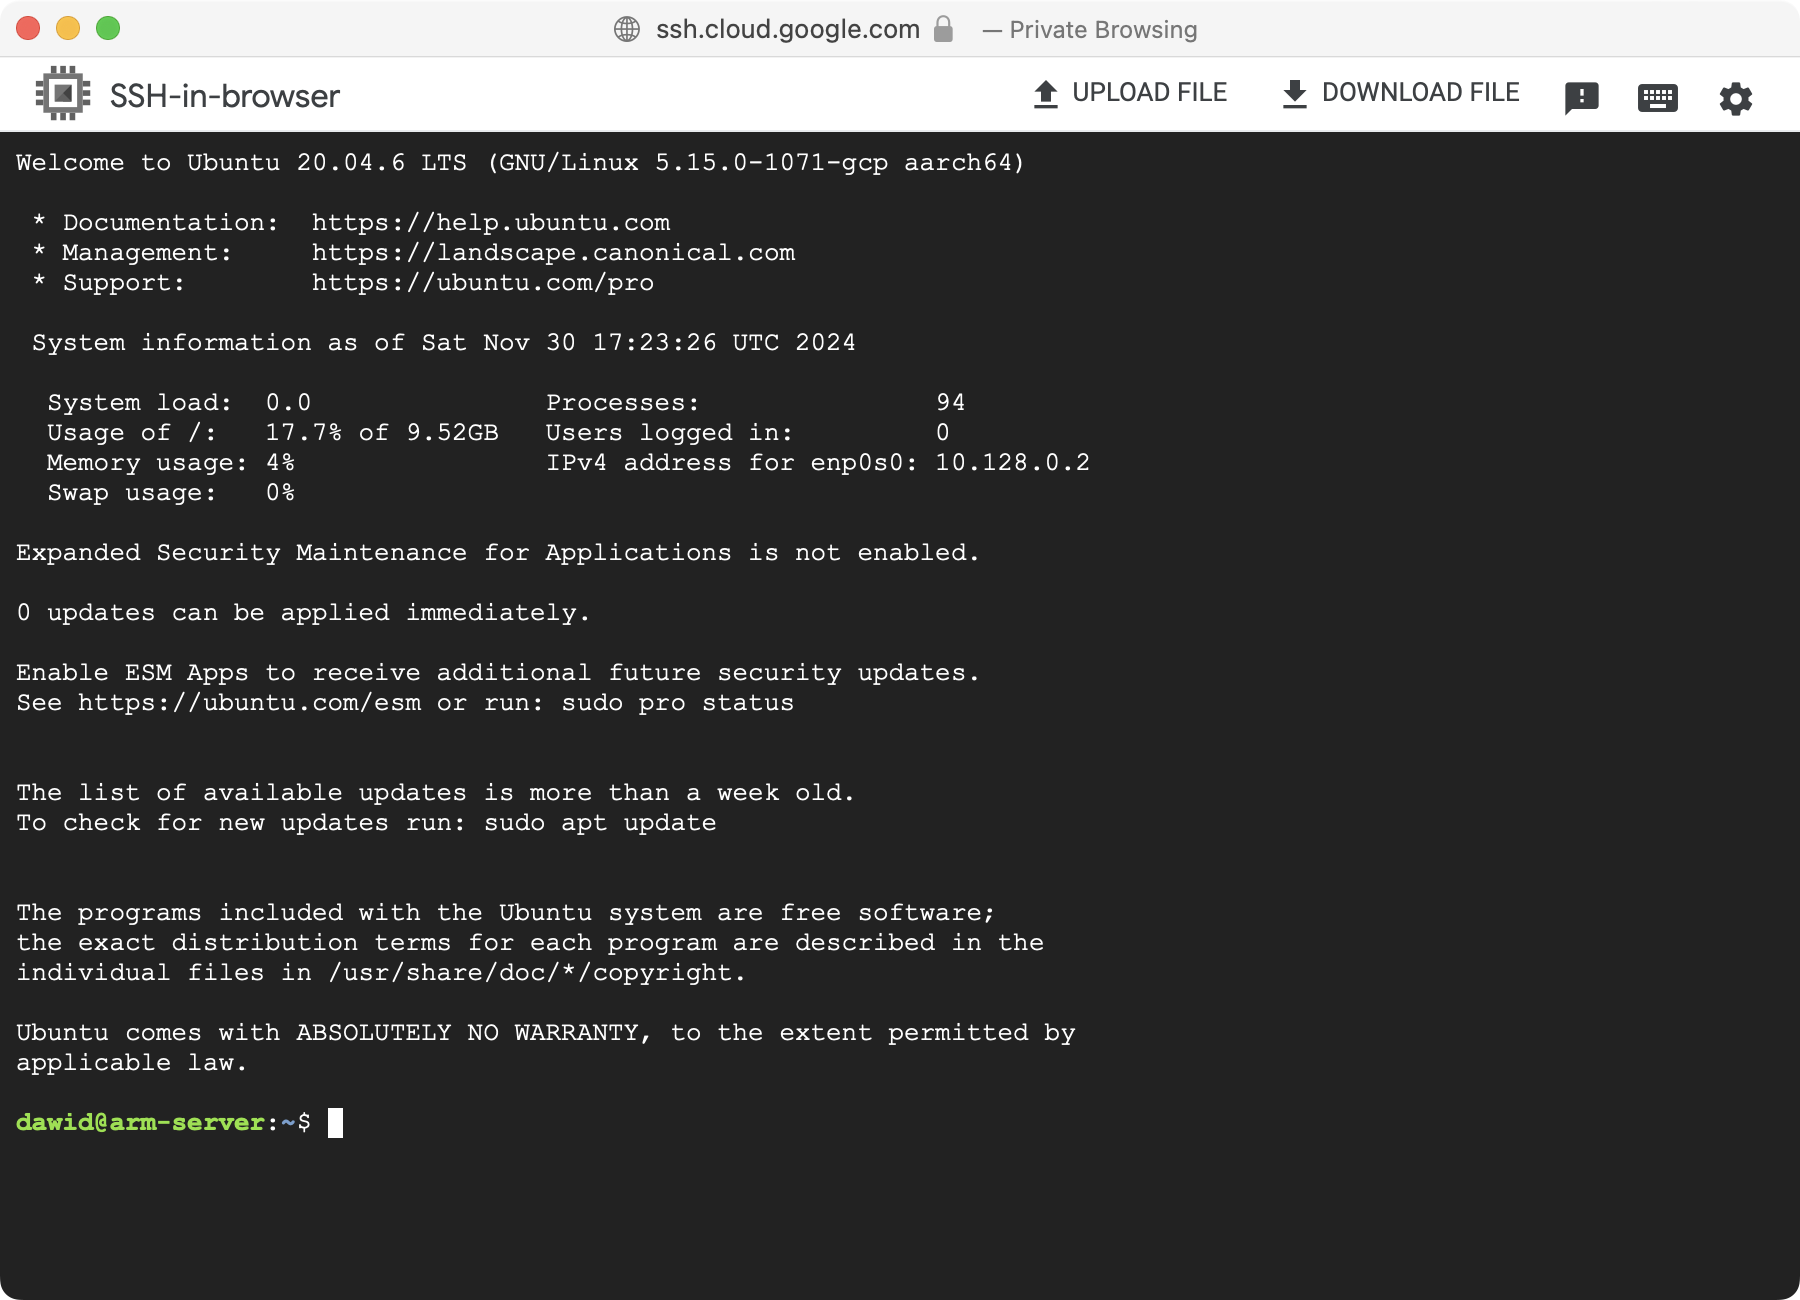 ssh.cloud.google.com — Private Browsing
SSH-in-browser UPLOAD FILE DOWNLOAD FILE
Welcome to Ubuntu 20.04.6 LTS (GNU/Linux 5.15.0-1071-gcp aarch64)
* Documentation: https://help.ubuntu.com
* Management: https://landscape.canonical.com
* Support: https://ubuntu.com/pro
System information as of Sat Nov 30 17:23:26 UTC 2024
System load: 0.0 Processes: 94
Usage of /: 17.7% of 9.52GB Users logged in: 0
Memory usage: 4% IPv4 address for enp0s0: 10.128.0.2
Swap usage: 0%
Expanded Security Maintenance for Applications is not enabled.
0 updates can be applied immediately.
Enable ESM Apps to receive additional future security updates.
See https://ubuntu.com/esm or run: sudo pro status
The list of available updates is more than a week old.
To check for new updates run: sudo apt update
The programs included with the Ubuntu system are free software;
the exact distribution terms for each program are described in the
individual files in /usr/share/doc/*/copyright.
Ubuntu comes with ABSOLUTELY NO WARRANTY, to the extent permitted by
applicable law.
dawid@arm-server:~$